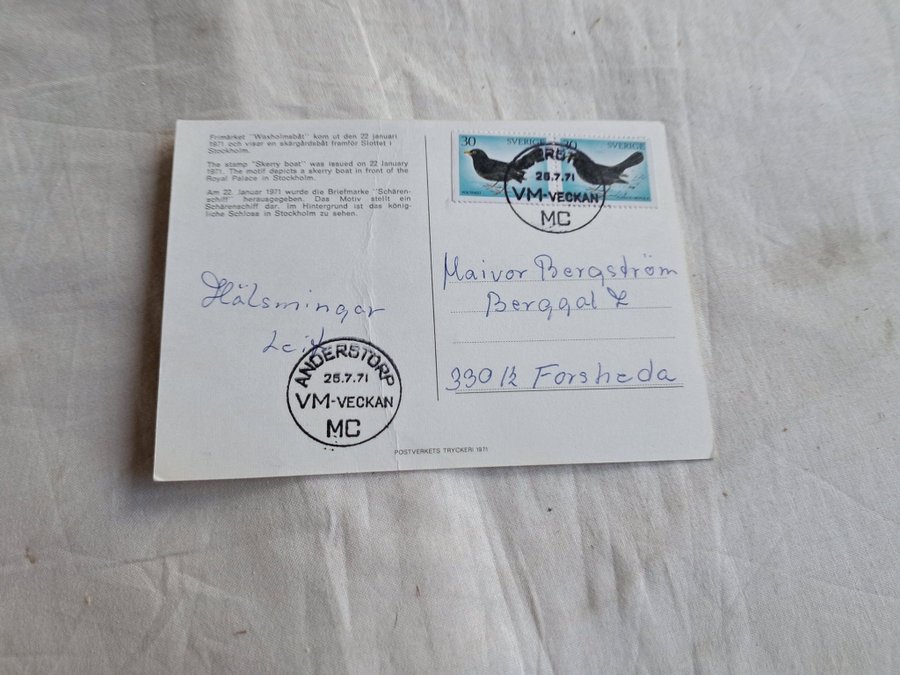 Frimärket "Waxholmsbåt" kom ut den 22 januari
1971 och visar en skärgårdsbåt framför Slottet i
Stockholm.
The stamp "Skerry boat" was issued on 22 January
1971. The motif depicts a skerry boat in front of the
Royal Palace in Stockholm.
Am 22. Januar 1971 wurde die Briefmarke "Schären-
schiff" herausgegeben. Das Motiv stellt ein
Schärenschiff dar. Im Hintergrund ist das könig-
liche Schloss in Stockholm zu sehen.
30 SVERIGE
30 SVERIGE
ANDERSTORP
25.7.71
VM-VECKAN
MC
Maivor Bergström
Berggat 2
330 12 Forsheda
Hälsningar
Leif
ANDERSTORP
25.7.71
VM-VECKAN
MC
POSTVERKETS TRYCKERI 1971